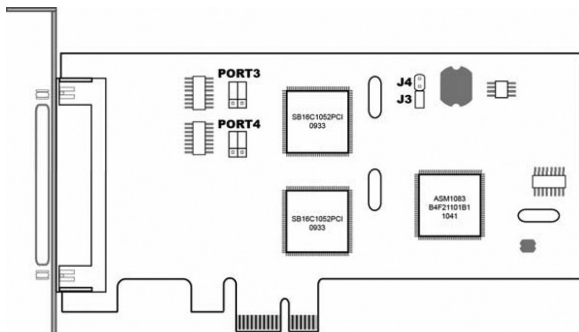 PORT3
PORT4
J4
J3
SB16C1052PCI
0933
SB16C1052PCI
0933
ASM1083
B4F21101B1
1041